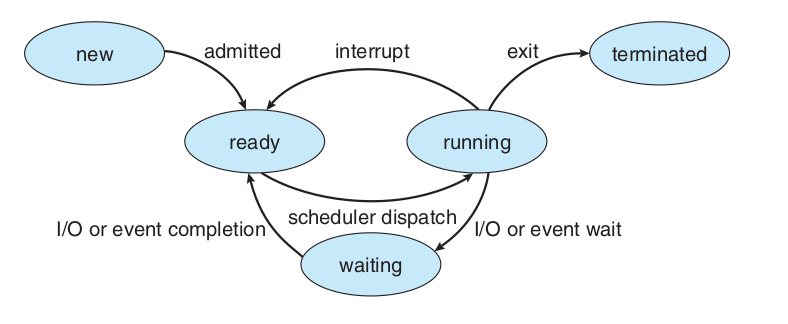 new
admitted
interrupt
exit
terminated
ready
running
scheduler dispatch
I/O or event completion
I/O or event wait
waiting